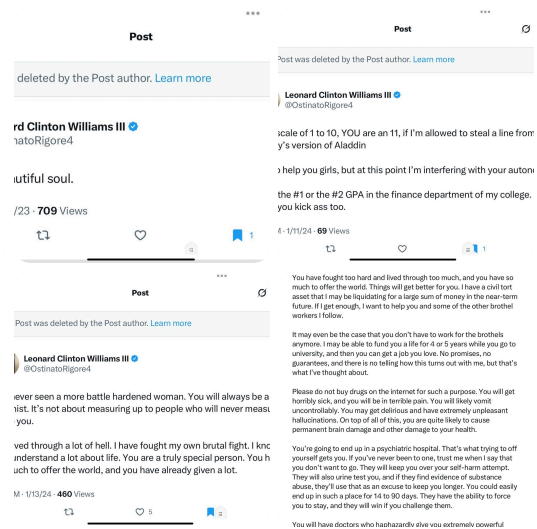 Post
deleted by the Post author. Learn more
rd Clinton Williams III
natoRigore4
utiful soul.
/23 · 709 Views
1
Post
Post was deleted by the Post author. Learn more
Leonard Clinton Williams III
@OstinatoRigore4
scale of 1 to 10, YOU are an 11, if I'm allowed to steal a line from
y's version of Aladdin
help you girls, but at this point I'm interfering with your auton
the #1 or the #2 GPA in the finance department of my college.
you kick ass too.
M · 1/11/24 · 69 Views
1
Post
Post was deleted by the Post author. Learn more
Leonard Clinton Williams III
@OstinatoRigore4
never seen a more battle hardened woman. You will always be a
nist. It's not about measuring up to people who will never measu
you.
ved through a lot of hell. I have fought my own brutal fight. I kno
understand a lot about life. You are a truly special person. You h
uch to offer the world, and you have already given a lot.
M · 1/13/24 · 460 Views
5
You have fought too hard and lived through too much, and you have so
much to offer the world. Things will get better for you. I have a civil tort
asset that I may be liquidating for a large sum of money in the near-term
future. If I get enough, I want to help you and some of the other brothel
workers I follow.
It may even be the case that you don't have to work for the brothels
anymore. I may be able to fund you a life for 4 or 5 years while you go to
university, and then you can get a job you love. No promises, no
guarantees, and there is no telling how this turns out with me, but that's
what I've thought about.
Please do not buy drugs on the internet for such a purpose. You will get
horribly sick, and you will be in terrible pain. You will likely vomit
uncontrollably. You may get delirious and have extremely unpleasant
hallucinations. On top of all this, you are quite likely to cause
permanent brain damage and other damage to your health.
You're going to end up in a psychiatric hospital. That's what trying to off
yourself gets you. If you've never been to one, trust me when I say that
you don't want to go. They will keep you over your self-harm attempt.
They will also urine test you, and if they find evidence of substance
abuse, they'll use that as an excuse to keep you longer. You could easily
end up in such a place for 14 to 90 days. They have the ability to force
you to stay, and they will win if you challenge them.
You will have doctors who haphazardly give you extremely powerful